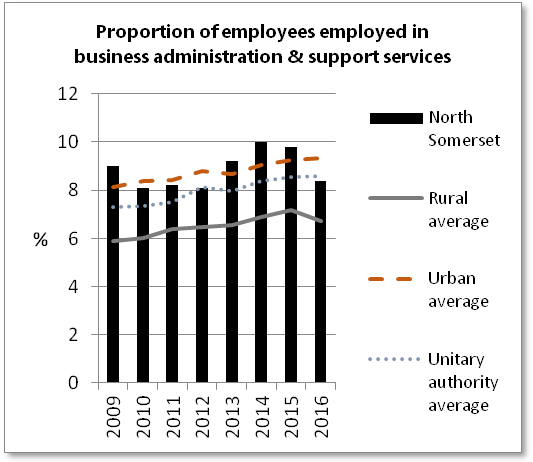 Proportion of employees employed in
business administration & support services
12
10
8
6
4
2
0
%
2009
2010
2011
2012
2013
2014
2015
2016
North
Somerset
Rural
average
Urban
average
Unitary
authority
average